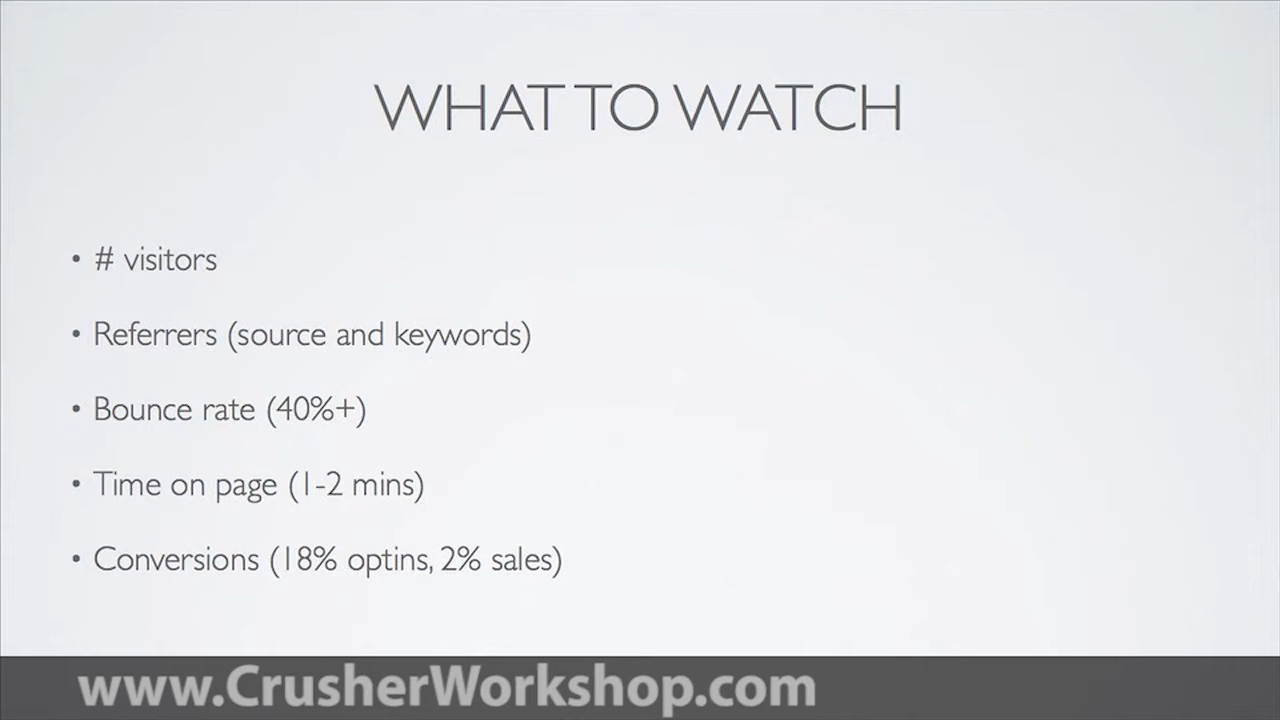 WHAT TO WATCH
• # visitors
• Referrers (source and keywords)
• Bounce rate (40%+)
• Time on page (1-2 mins)
• Conversions (18% optins, 2% sales)
www.CrusherWorkshop.com